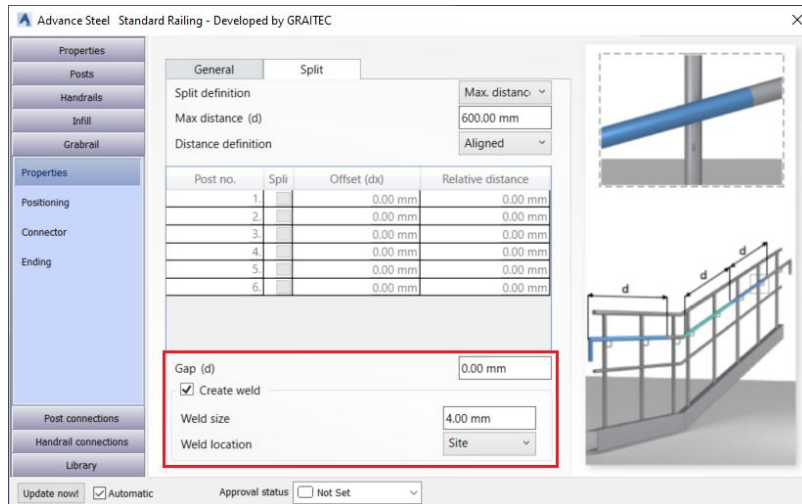 Advance Steel Standard Railing - Developed by GRAITEC
Properties
Posts
Handrails
Infill
Grabrail
Properties
Positioning
Connector
Ending
Post connections
Handrail connections
Library
General Split
Split definition Max. distanc
Max distance (d) 600.00 mm
Distance definition Aligned
Post no. Spli Offset (dx) Relative distance
1. 0.00 mm 0.00 mm
2. 0.00 mm 0.00 mm
3. 0.00 mm 0.00 mm
4. 0.00 mm 0.00 mm
5. 0.00 mm 0.00 mm
6. 0.00 mm 0.00 mm
Gap (d) 0.00 mm
Create weld
Weld size 4.00 mm
Weld location Site
d d d
Update now! Automatic Approval status Not Set